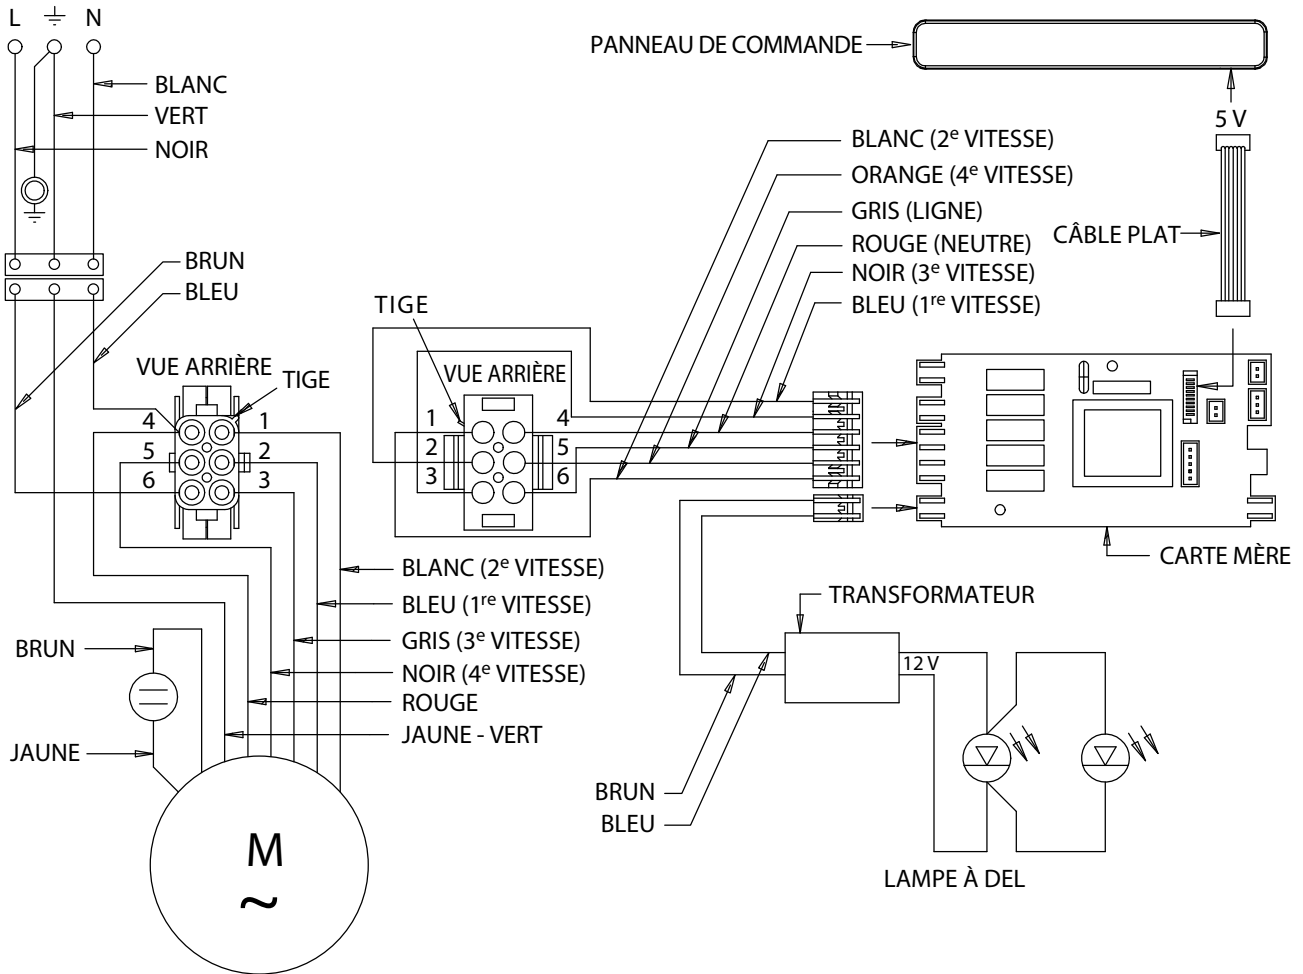 L N
PANNEAU DE COMMANDE
BLANC
VERT
NOIR
5 V
BLANC (2e VITESSE)
ORANGE (4e VITESSE)
GRIS (LIGNE)
ROUGE (NEUTRE)
NOIR (3e VITESSE)
BLEU (1re VITESSE)
CÂBLE PLAT
BRUN
BLEU
TIGE
VUE ARRIÈRE
TIGE
VUE ARRIÈRE
4 1
5 2
6 3
1 4
2 5
3 6
CARTE MÈRE
BLANC (2e VITESSE)
BLEU (1re VITESSE)
GRIS (3e VITESSE)
NOIR (4e VITESSE)
ROUGE
JAUNE - VERT
TRANSFORMATEUR
12 V
BRUN
JAUNE
BRUN
BLEU
M
~
LAMPE À DEL